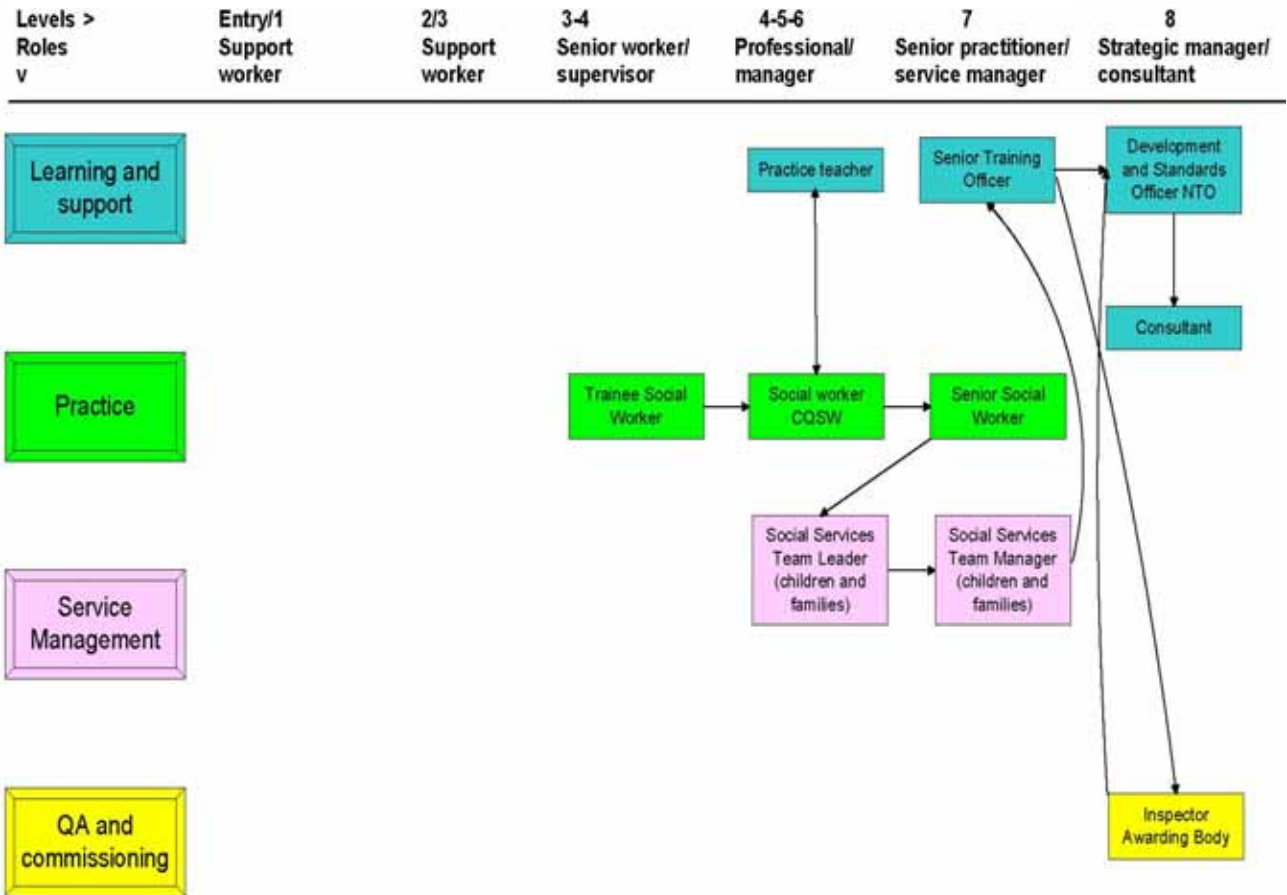 Levels >
Roles
v
Entry/1
Support
worker
2/3
Support
worker
3-4
Senior worker/
supervisor
4-5-6
Professional/
manager
7
Senior practitioner/
service manager
8
Strategic manager/
consultant
Learning and
support
Practice teacher
Senior Training
Officer
Development
and Standards
Officer NTO
Consultant
Practice
Trainee Social
Worker
Social worker
CQSW
Senior Social
Worker
Service
Management
Social Services
Team Leader
(children and
families)
Social Services
Team Manager
(children and
families)
QA and
commissioning
Inspector
Awarding Body